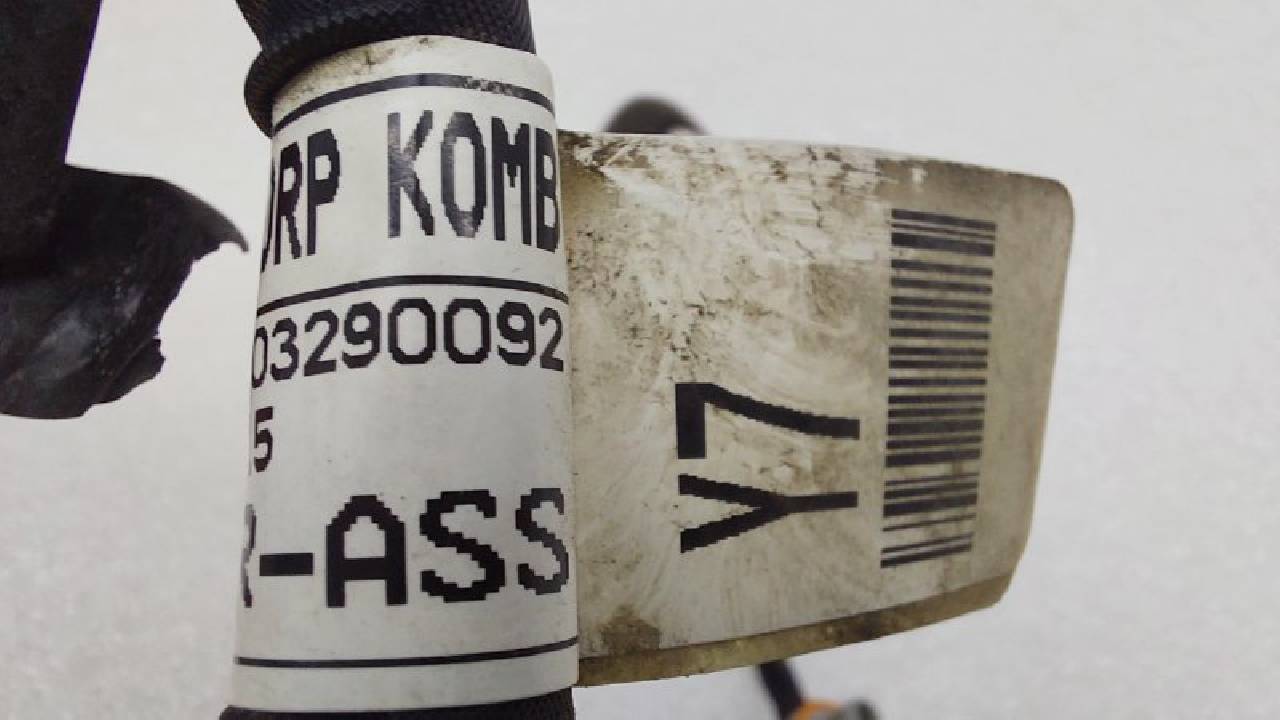 ORP KOMB
03290092
5
R-ASS
Y7